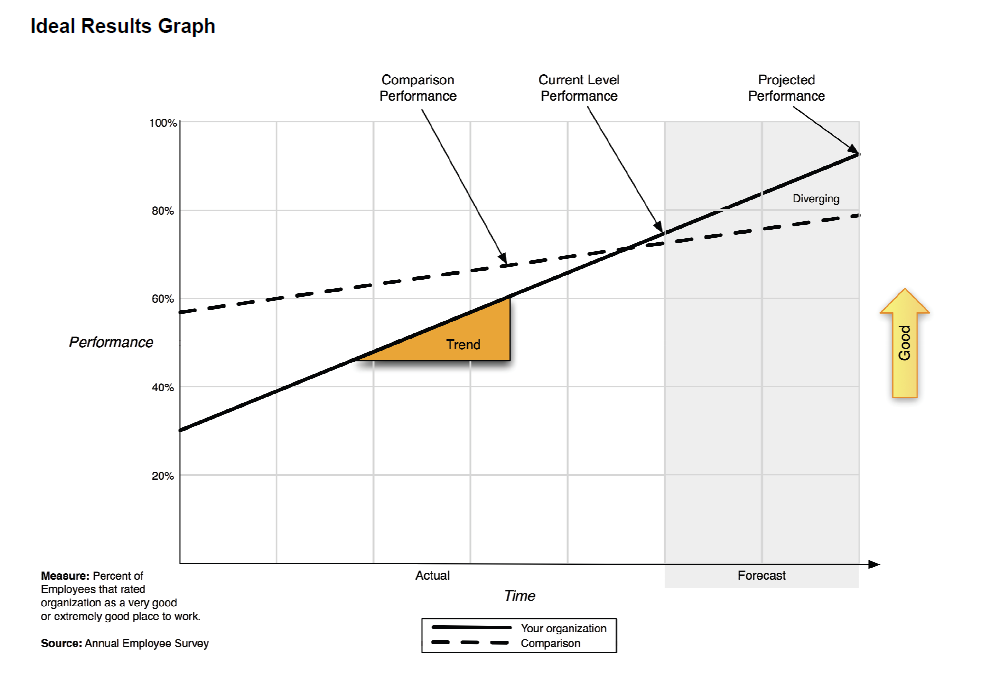 Ideal Results Graph
Comparison
Performance
Current Level
Performance
Projected
Performance
100%
80%
60%
40%
20%
Diverging
Trend
Performance
Good
Actual
Forecast
Time
Measure: Percent of
Employees that rated
organization as a very good
or extremely good place to work.
Source: Annual Employee Survey
Your organization
Comparison